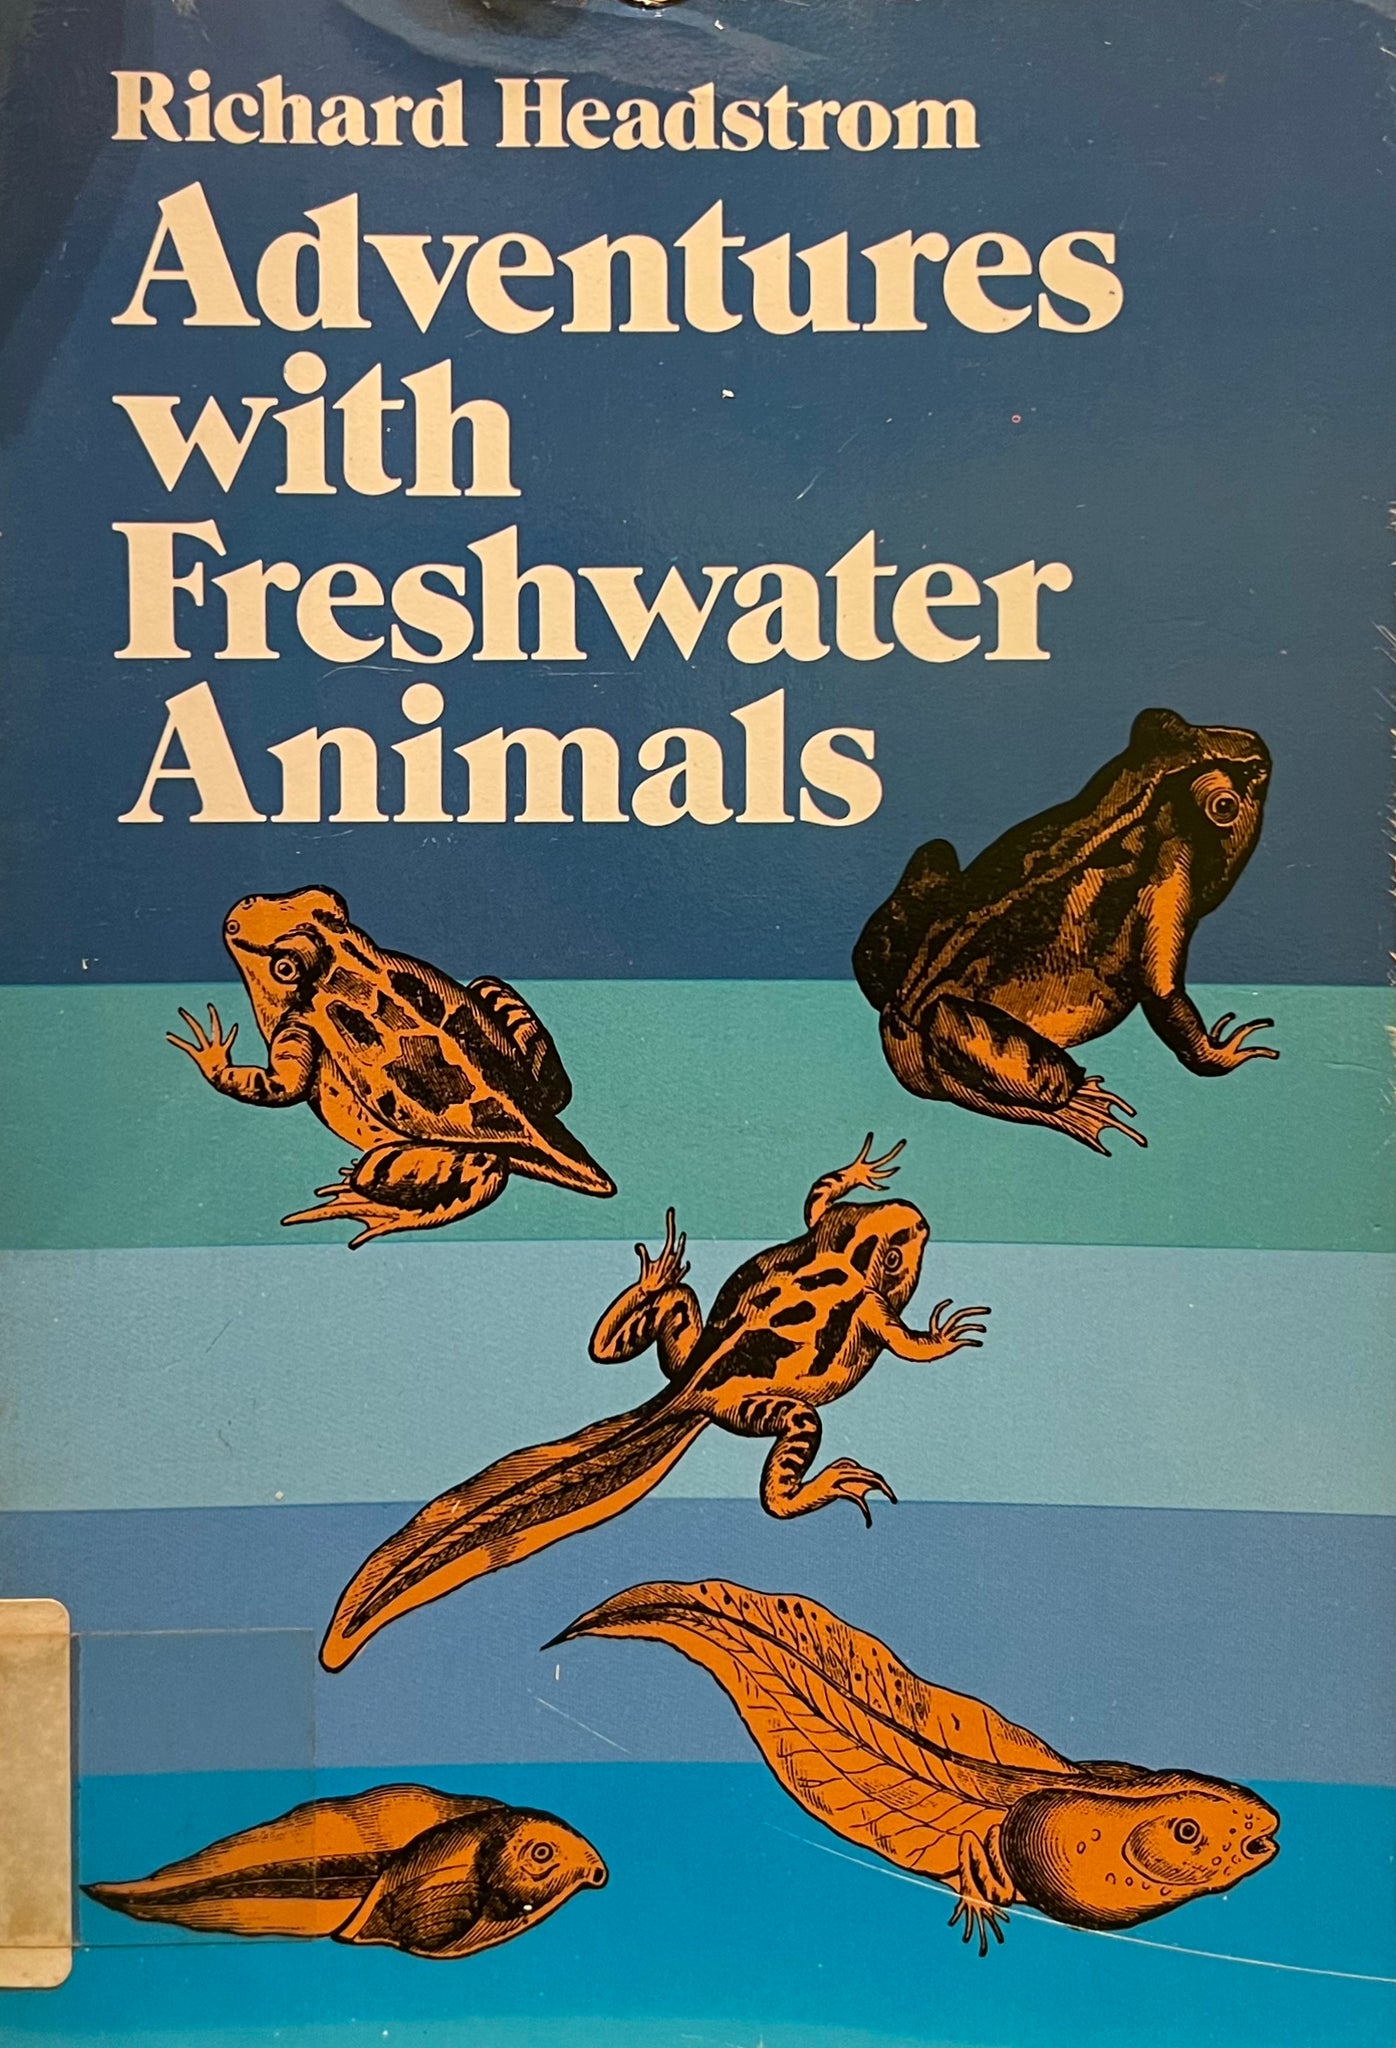 Richard Headstrom
Adventures
with
Freshwater
Animals